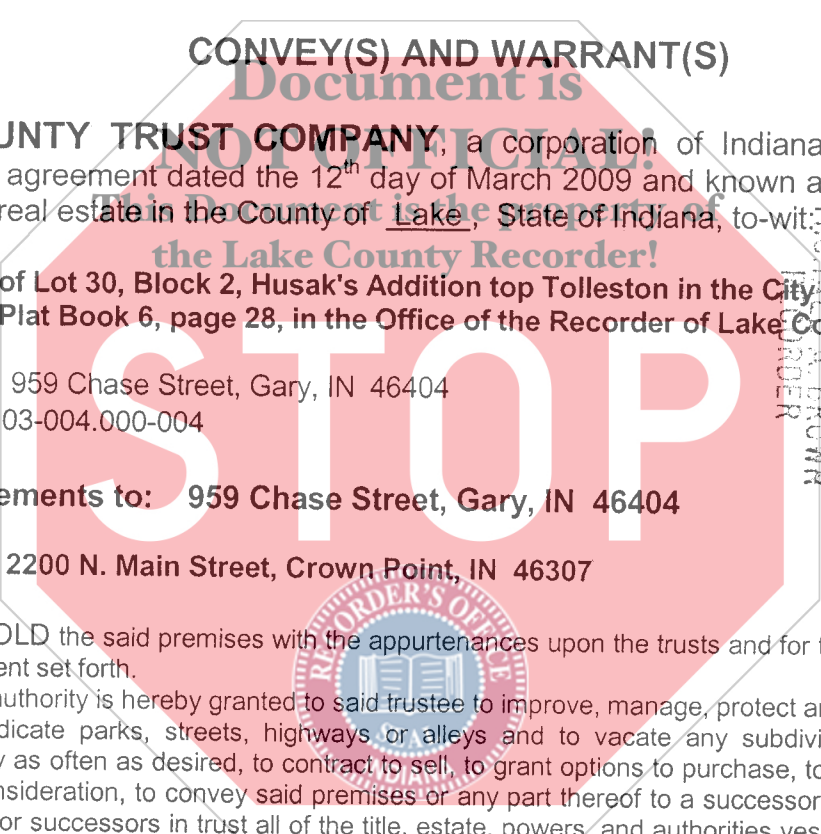 CONVEY(S) AND WARRANT(S)
Document is
UNTY TRUST COMPANY, a corporation of Indiana
NOT OFFICIAL!
agreement dated the 12th day of March 2009 and known a
This Document is the property of
real estate in the County of Lake, State of Indiana, to-wit:
the Lake County Recorder!
of Lot 30, Block 2, Husak's Addition top Tolleston in the City
Plat Book 6, page 28, in the Office of the Recorder of Lake Co
RECORDER
BROWN
STOP
959 Chase Street, Gary, IN 46404
03-004.000-004
ements to: 959 Chase Street, Gary, IN 46404
2200 N. Main Street, Crown Point, IN 46307
RECORDER'S OFFICE
OLD the said premises with the appurtenances upon the trusts and for
ent set forth.
authority is hereby granted to said trustee to improve, manage, protect a
dicate parks, streets, highways or alleys and to vacate any subdivi
SEAL
y as often as desired, to contract to sell, to grant options to purchase, to
INDIANA
nsideration, to convey said premises or any part thereof to a successor
or successors in trust all of the title, estate, powers, and authorities ves